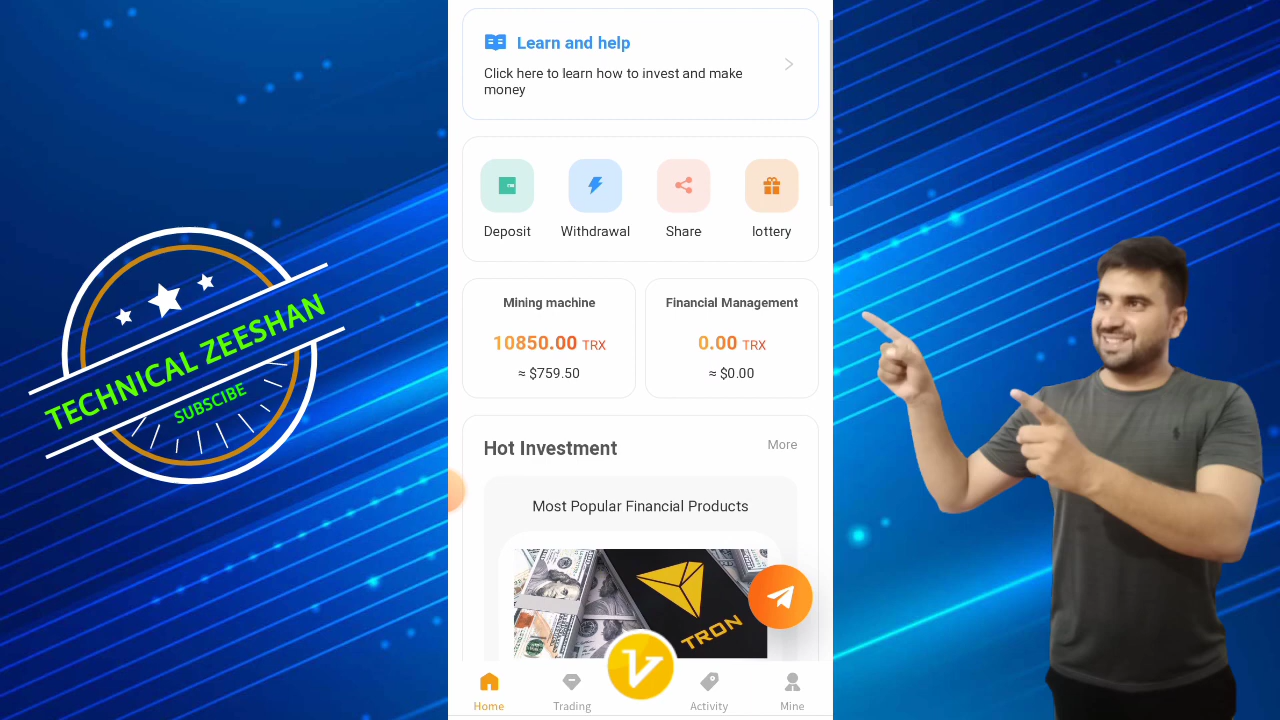 TECHNICAL ZEESHAN
SUBSCIBE
Learn and help
Click here to learn how to invest and make
money
Deposit
Withdrawal
Share
lottery
Mining machine
10850.00 TRX
≈ $759.50
Financial Management
0.00 TRX
≈ $0.00
Hot Investment
More
Most Popular Financial Products
TRON
Home
Trading
Activity
Mine